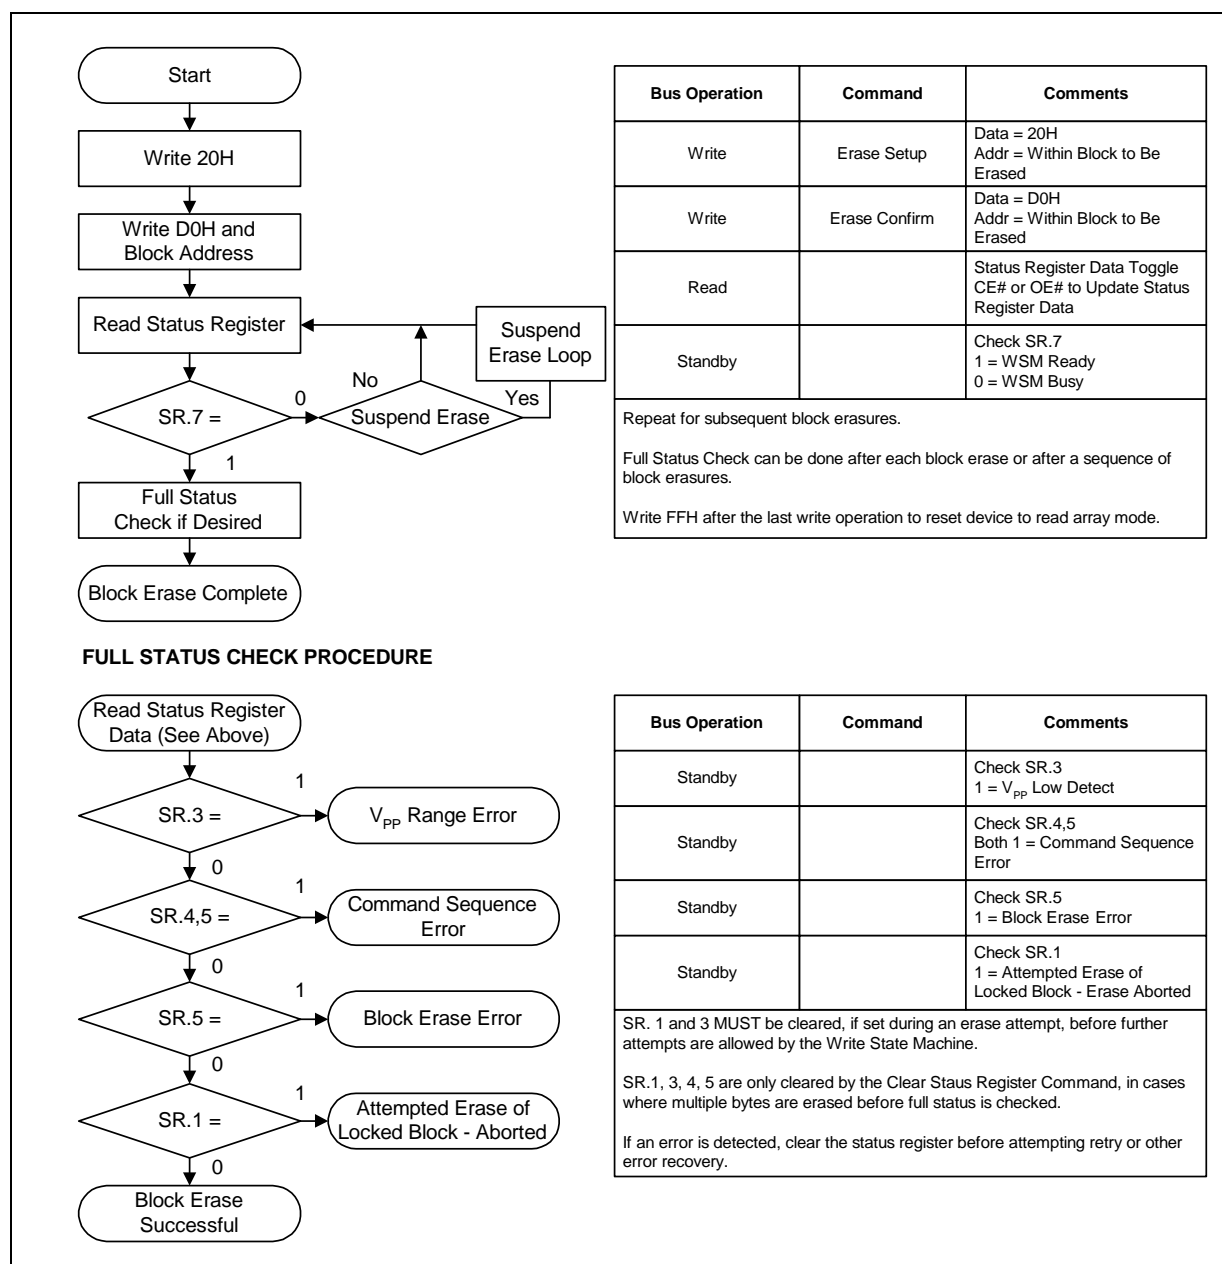 Start
Write 20H
Write D0H and
Block Address
Read Status Register
Suspend
Erase Loop
No
Yes
SR.7 =
0
Suspend Erase
1
Full Status
Check if Desired
Block Erase Complete
Bus Operation
Command
Comments
Write
Erase Setup
Data = 20H
Addr = Within Block to Be
Erased
Write
Erase Confirm
Data = D0H
Addr = Within Block to Be
Erased
Read
Status Register Data Toggle
CE# or OE# to Update Status
Register Data
Standby
Check SR.7
1 = WSM Ready
0 = WSM Busy
Repeat for subsequent block erasures.
Full Status Check can be done after each block erase or after a sequence of
block erasures.
Write FFH after the last write operation to reset device to read array mode.
FULL STATUS CHECK PROCEDURE
Read Status Register
Data (See Above)
SR.3 =
1
VPP Range Error
0
SR.4,5 =
1
Command Sequence
Error
0
SR.5 =
1
Block Erase Error
0
SR.1 =
1
Attempted Erase of
Locked Block - Aborted
0
Block Erase
Successful
Bus Operation
Command
Comments
Standby
Check SR.3
1 = VPP Low Detect
Standby
Check SR.4,5
Both 1 = Command Sequence
Error
Standby
Check SR.5
1 = Block Erase Error
Standby
Check SR.1
1 = Attempted Erase of
Locked Block - Erase Aborted
SR. 1 and 3 MUST be cleared, if set during an erase attempt, before further
attempts are allowed by the Write State Machine.
SR.1, 3, 4, 5 are only cleared by the Clear Staus Register Command, in cases
where multiple bytes are erased before full status is checked.
If an error is detected, clear the status register before attempting retry or other
error recovery.